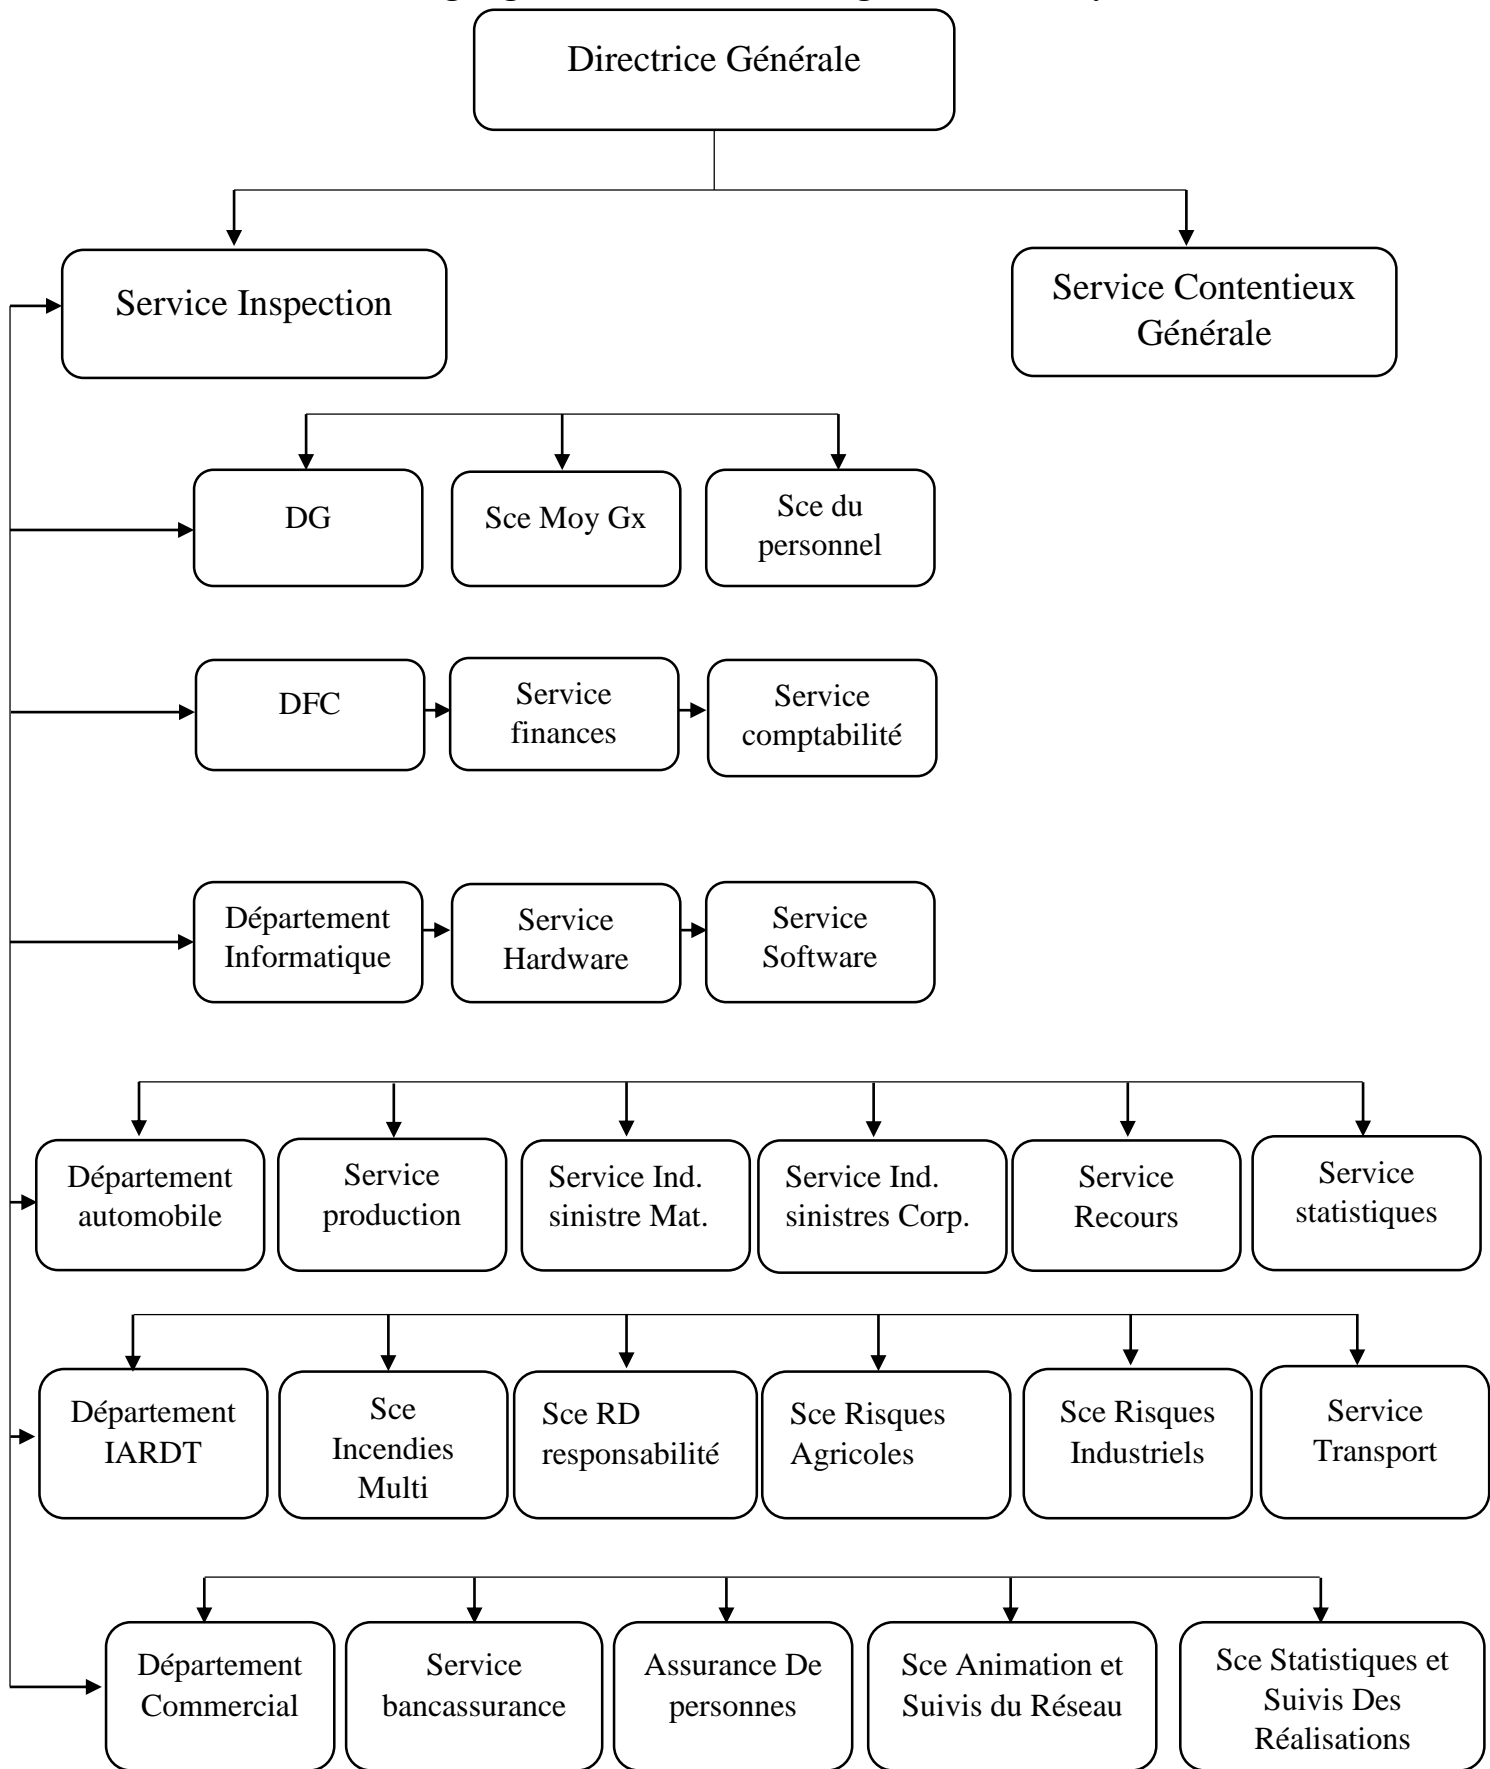 Directrice Générale
Service Inspection
Service Contentieux
Générale
DG
Sce Moy Gx
Sce du
personnel
DFC
Service
finances
Service
comptabilité
Département
Informatique
Service
Hardware
Service
Software
Département
automobile
Service
production
Service Ind.
sinistre Mat.
Service Ind.
sinistres Corp.
Service
Recours
Service
statistiques
Département
IARDT
Sce
Incendies
Multi
Sce RD
responsabilité
Sce Risques
Agricoles
Sce Risques
Industriels
Service
Transport
Département
Commercial
Service
bancassurance
Assurance De
personnes
Sce Animation et
Suivis du Réseau
Sce Statistiques et
Suivis Des
Réalisations